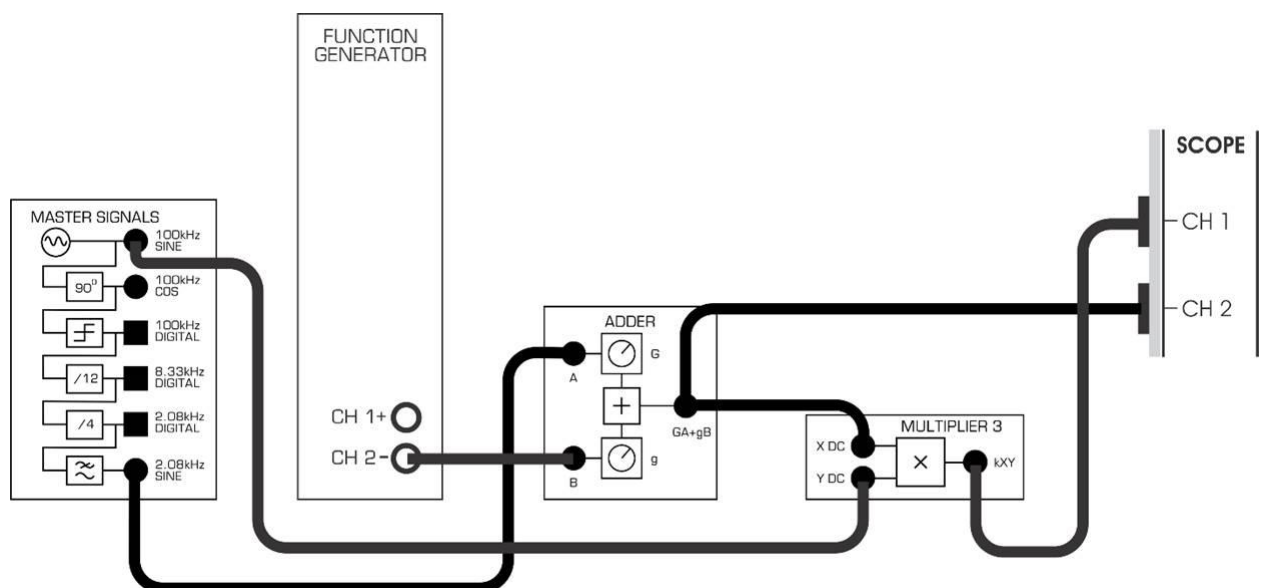 FUNCTION
GENERATOR
SCOPE
MASTER SIGNALS
100kHz
SINE
90°
100kHz
COS
100kHz
DIGITAL
/12
8.33kHz
DIGITAL
/4
2.08kHz
DIGITAL
2.08kHz
SINE
CH 1+
CH 2-
ADDER
A
G
+
GA+gB
B
g
MULTIPLIER 3
X DC
Y DC
×
kXY
CH 1
CH 2